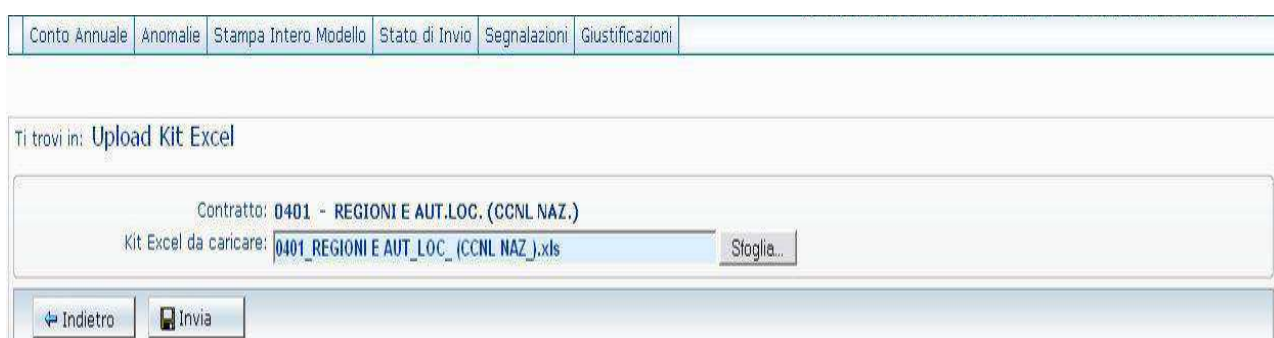 Conto Annuale Anomalie Stampa Intero Modello Stato di Invio Segnalazioni Giustificazioni
Ti trovi in: Upload Kit Excel
Contratto: 0401 - REGIONI E AUT.LOC. (CCNL NAZ.)
Kit Excel da caricare: 0401_REGIONI E AUT_LOC_ (CCNL NAZ_).xls Sfoglia...
Indietro Invia